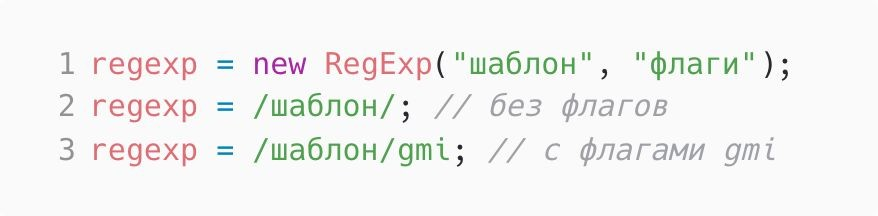 1 regexp = new RegExp("шаблон", "флаги");
2 regexp = /шаблон/; // без флагов
3 regexp = /шаблон/gmi; // с флагами gmi